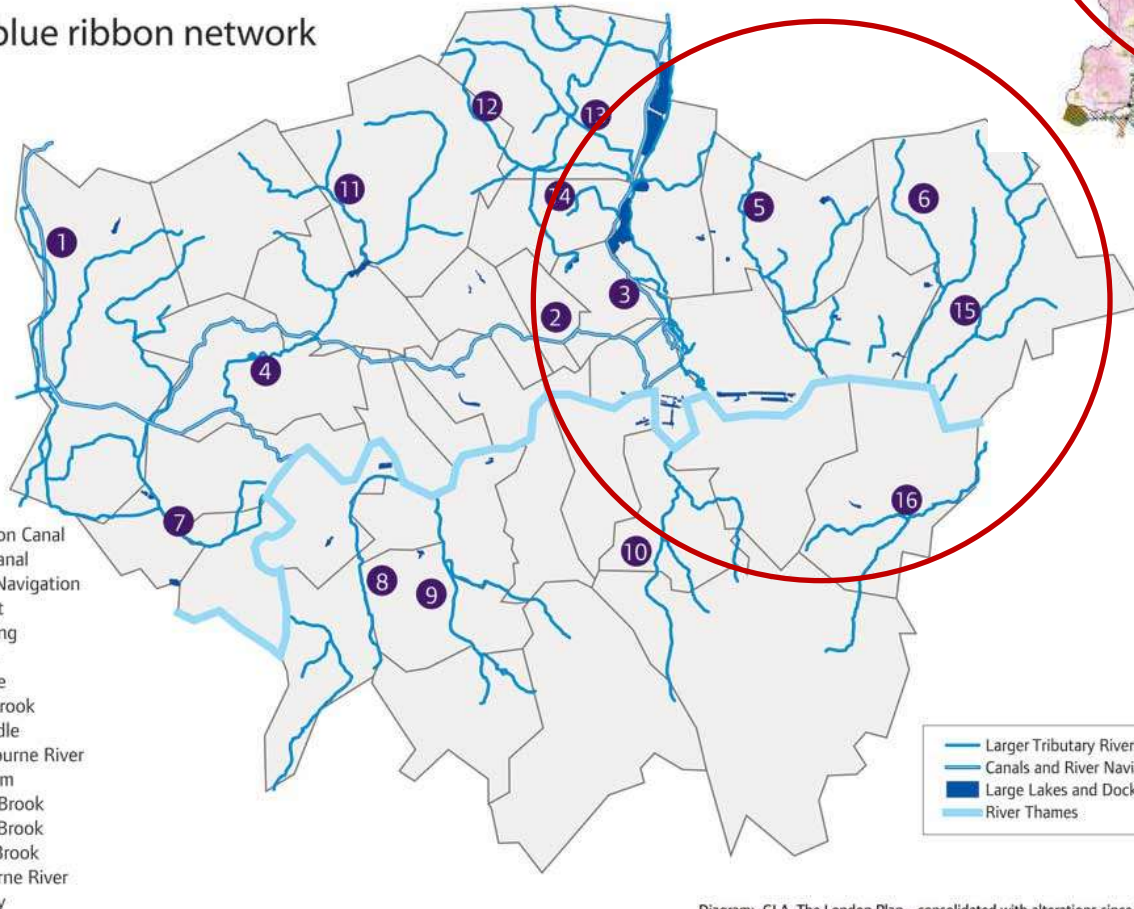 blue ribbon network
12
13
11
14
5
6
1
3
2
15
4
16
7
10
8
9
on Canal
anal
Navigation
t
ng
e
rook
dle
ourne River
m
Brook
Brook
Brook
rne River
y
Larger Tributary River
Canals and River Navi
Large Lakes and Dock
River Thames